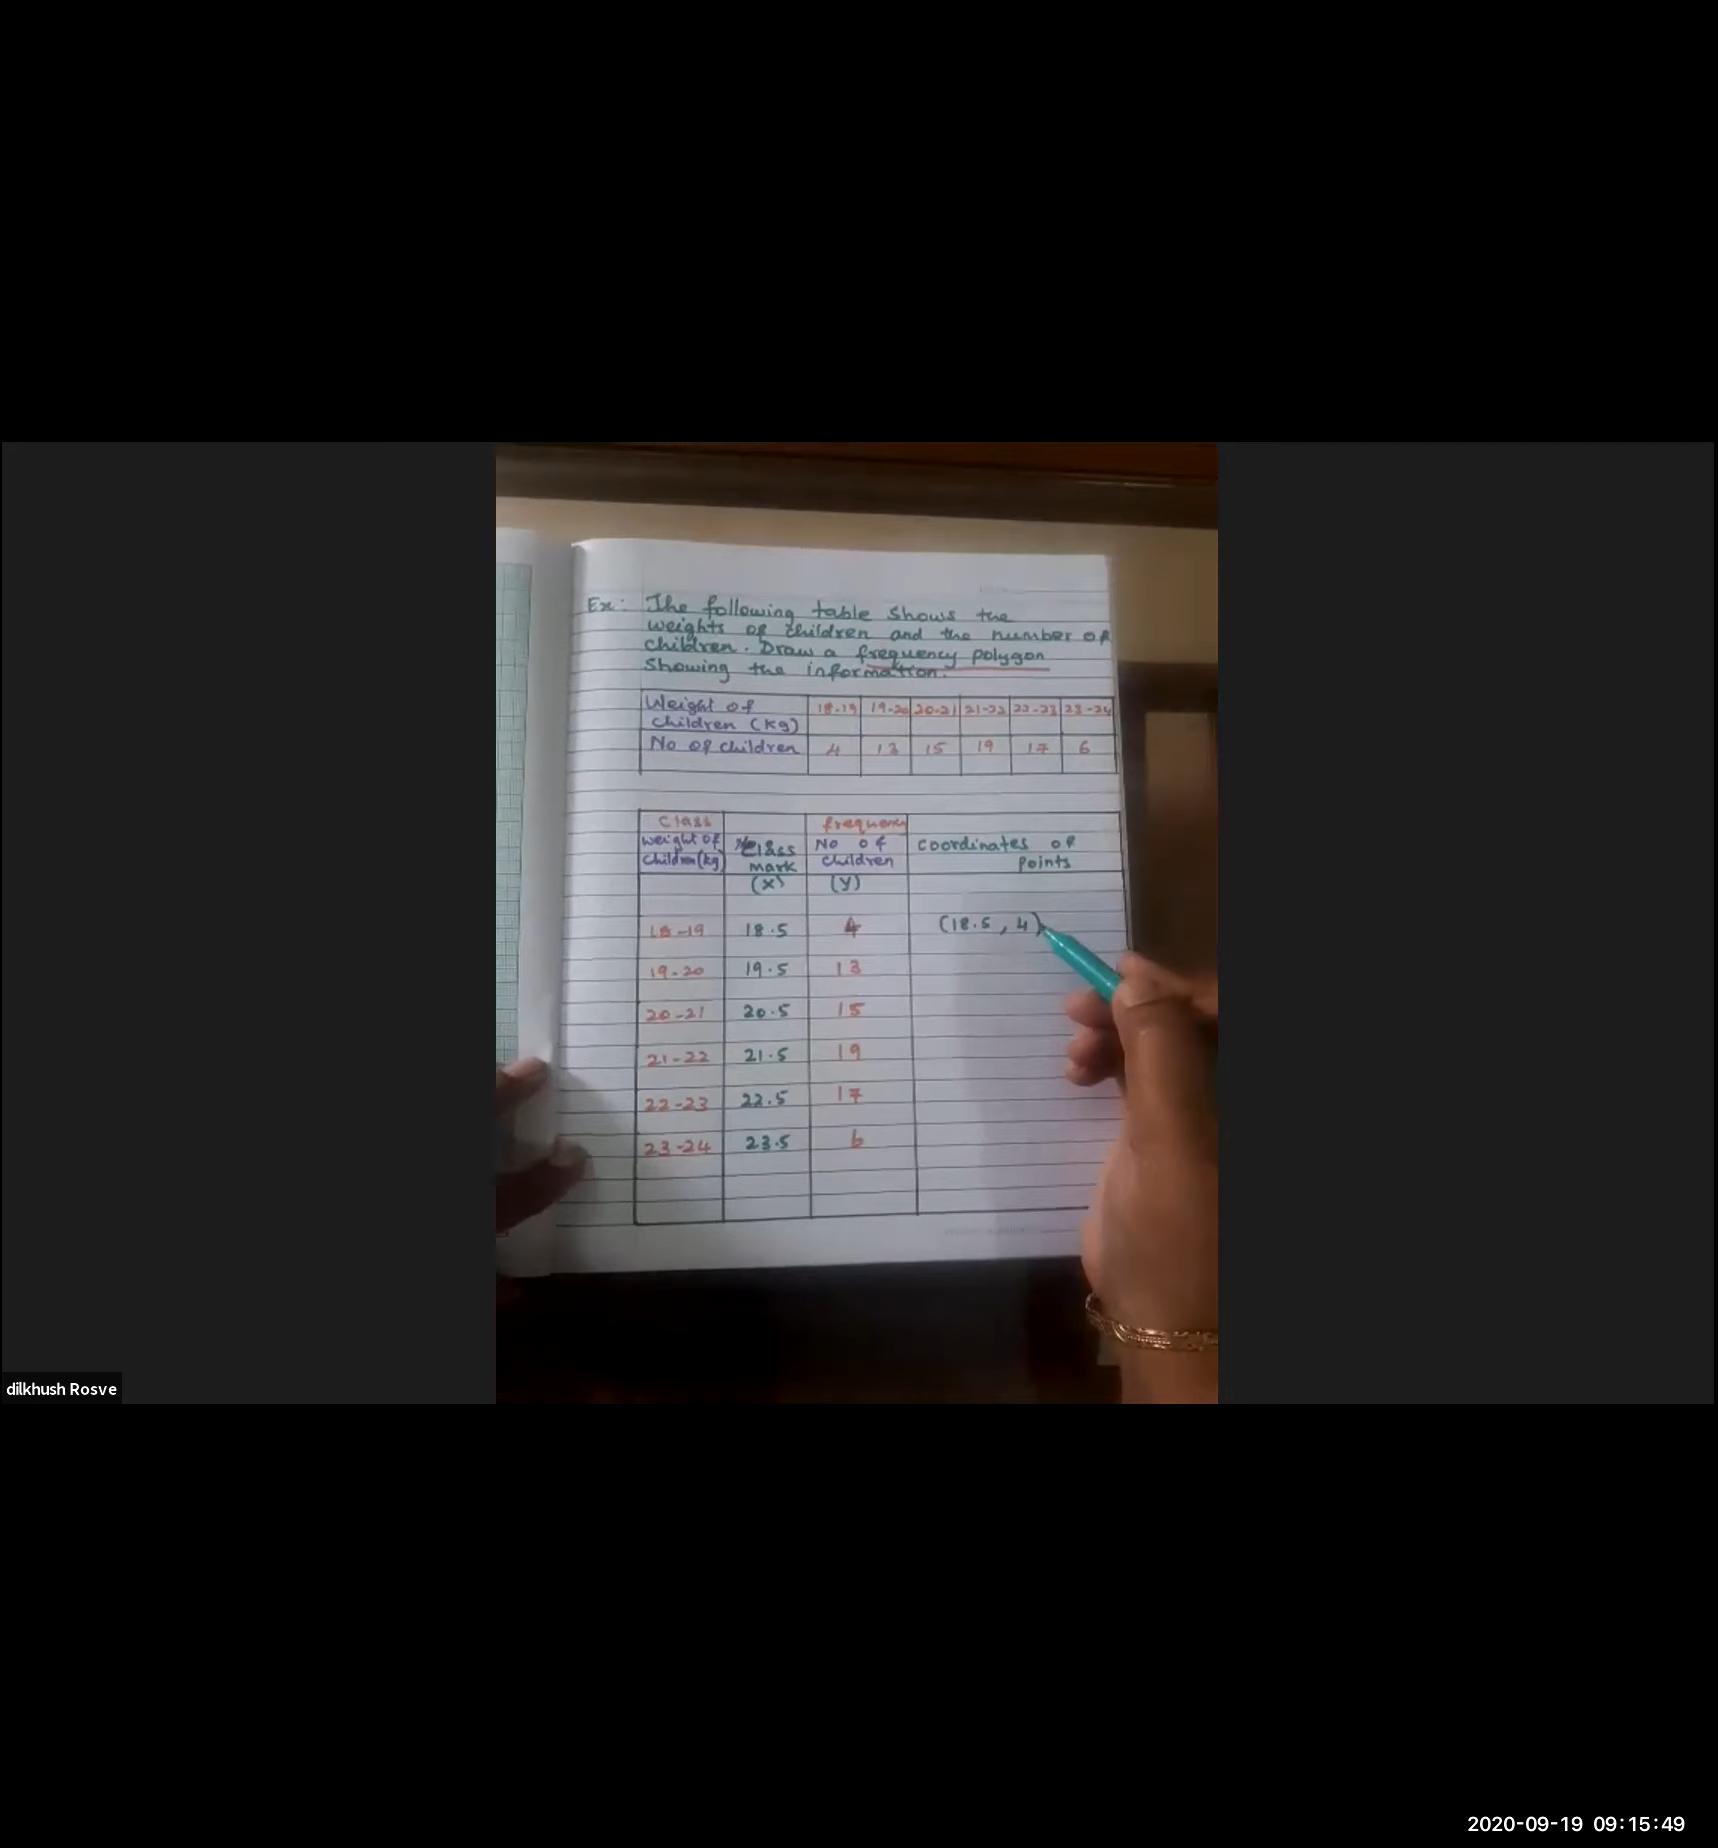 Ex: The following table shows the
weights of children and the number of
children. Draw a frequency polygon
showing the information.
Weight of children (kg) 18-19 19-20 20-21 21-22 22-23 23-24
No of children 4 13 15 19 17 6
Class frequency
weight of children (kg) Class mark No of children Coordinates of points
(x) (y)
18-19 18.5 4 (18.5, 4)
19-20 19.5 13
20-21 20.5 15
21-22 21.5 19
22-23 22.5 17
23-24 23.5 6
dilkhush Rosve
2020-09-19 09:15:49